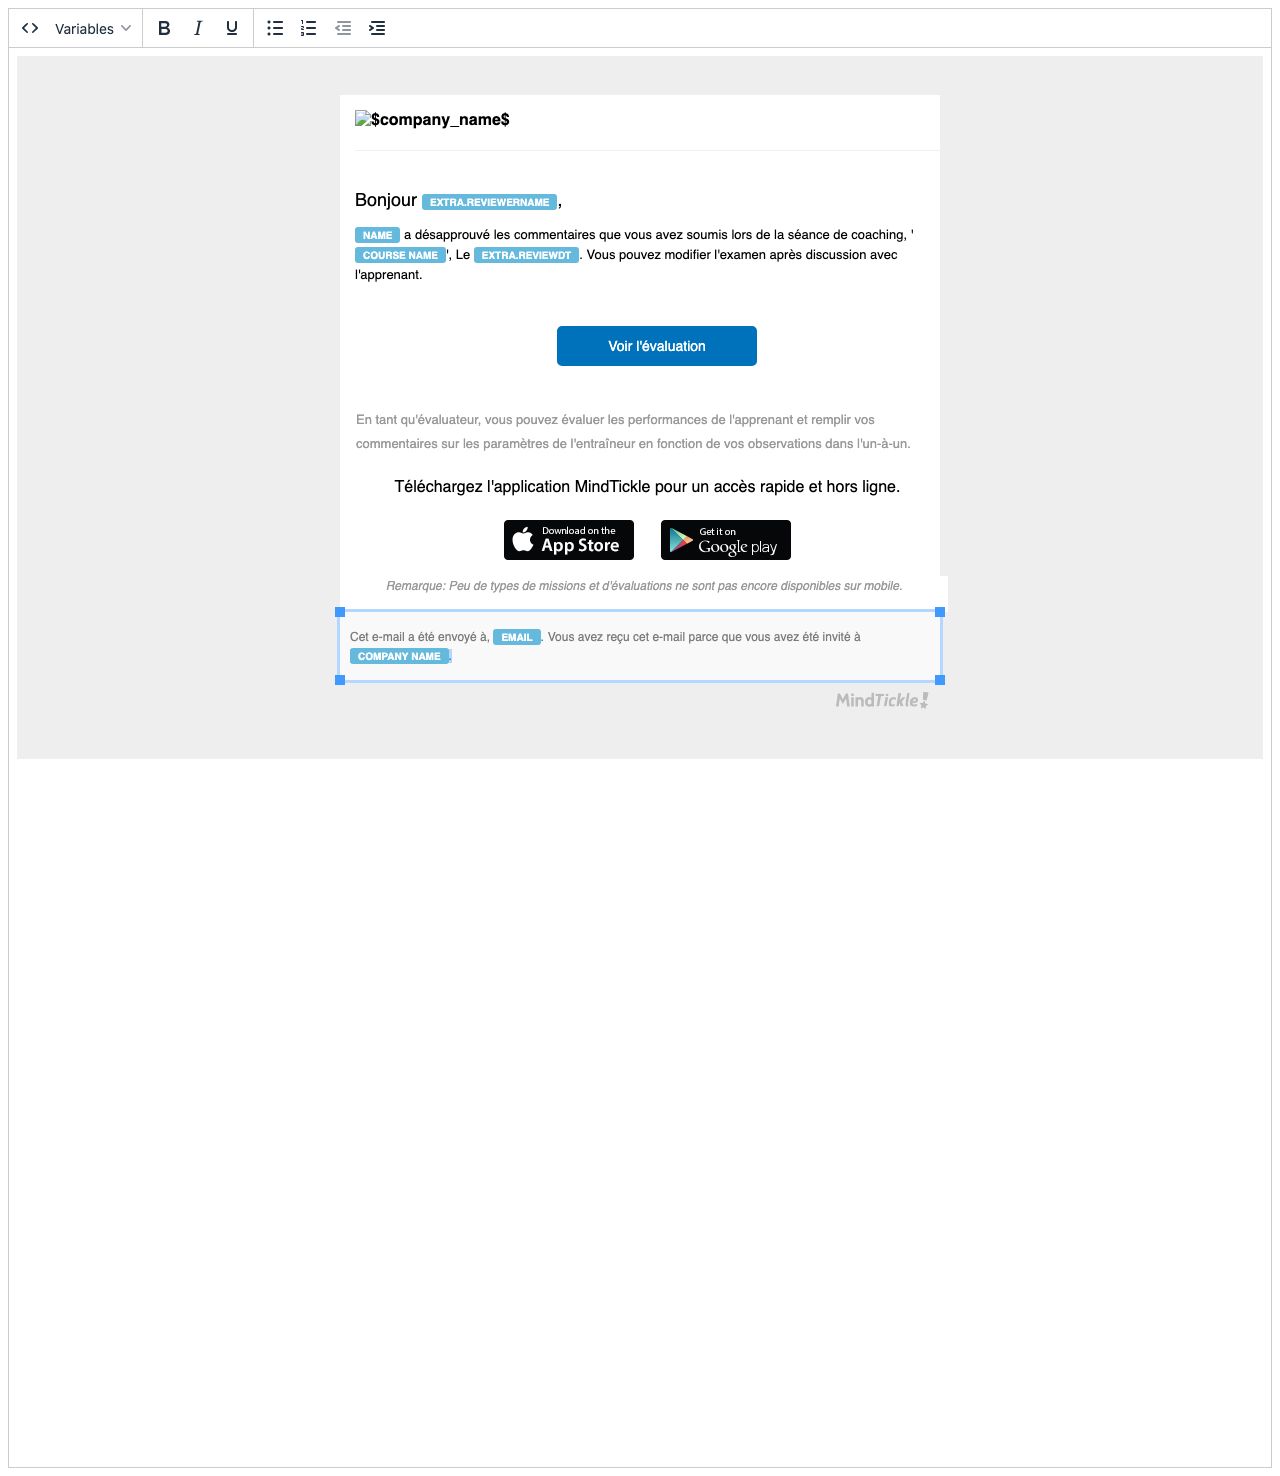 Variables
$company_name$
Bonjour EXTRA.REVIEWERNAME,
NAME a désapprouvé les commentaires que vous avez soumis lors de la séance de coaching, '
COURSE NAME', Le EXTRA.REVIEWDT. Vous pouvez modifier l'examen après discussion avec
l'apprenant.
Voir l'évaluation
En tant qu'évaluateur, vous pouvez évaluer les performances de l'apprenant et remplir vos
commentaires sur les paramètres de l'entraîneur en fonction de vos observations dans l'un-à-un.
Téléchargez l'application MindTickle pour un accès rapide et hors ligne.
Download on the
App Store
Get it on
Google play
Remarque: Peu de types de missions et d'évaluations ne sont pas encore disponibles sur mobile.
Cet e-mail a été envoyé à, EMAIL. Vous avez reçu cet e-mail parce que vous avez été invité à
COMPANY NAME.
MindTickle!